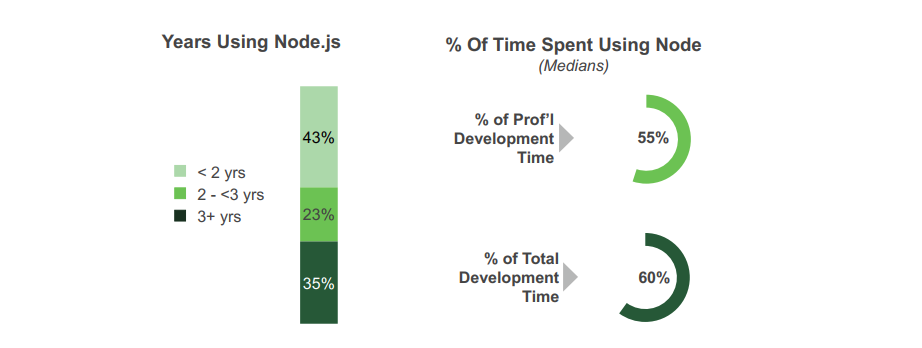 Years Using Node.js
43%
23%
35%
< 2 yrs
2 - <3 yrs
3+ yrs
% Of Time Spent Using Node
(Medians)
% of Prof'l
Development
Time
55%
% of Total
Development
Time
60%